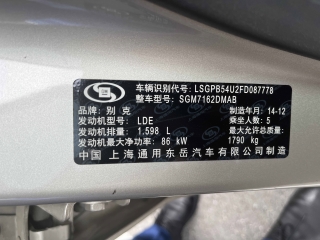 车辆识别代号: LSGPB54U2FD087778
整车型号: SGM7162DMAB
品牌: 别克 制造年月: 14-12
发动机型号: LDE 乘坐人数: 5
发动机排量: 1.598 L 最大允许总质量:
发动机最大净功率: 86 kW 1790 kg
中国 上海通用东岳汽车有限公司 制造